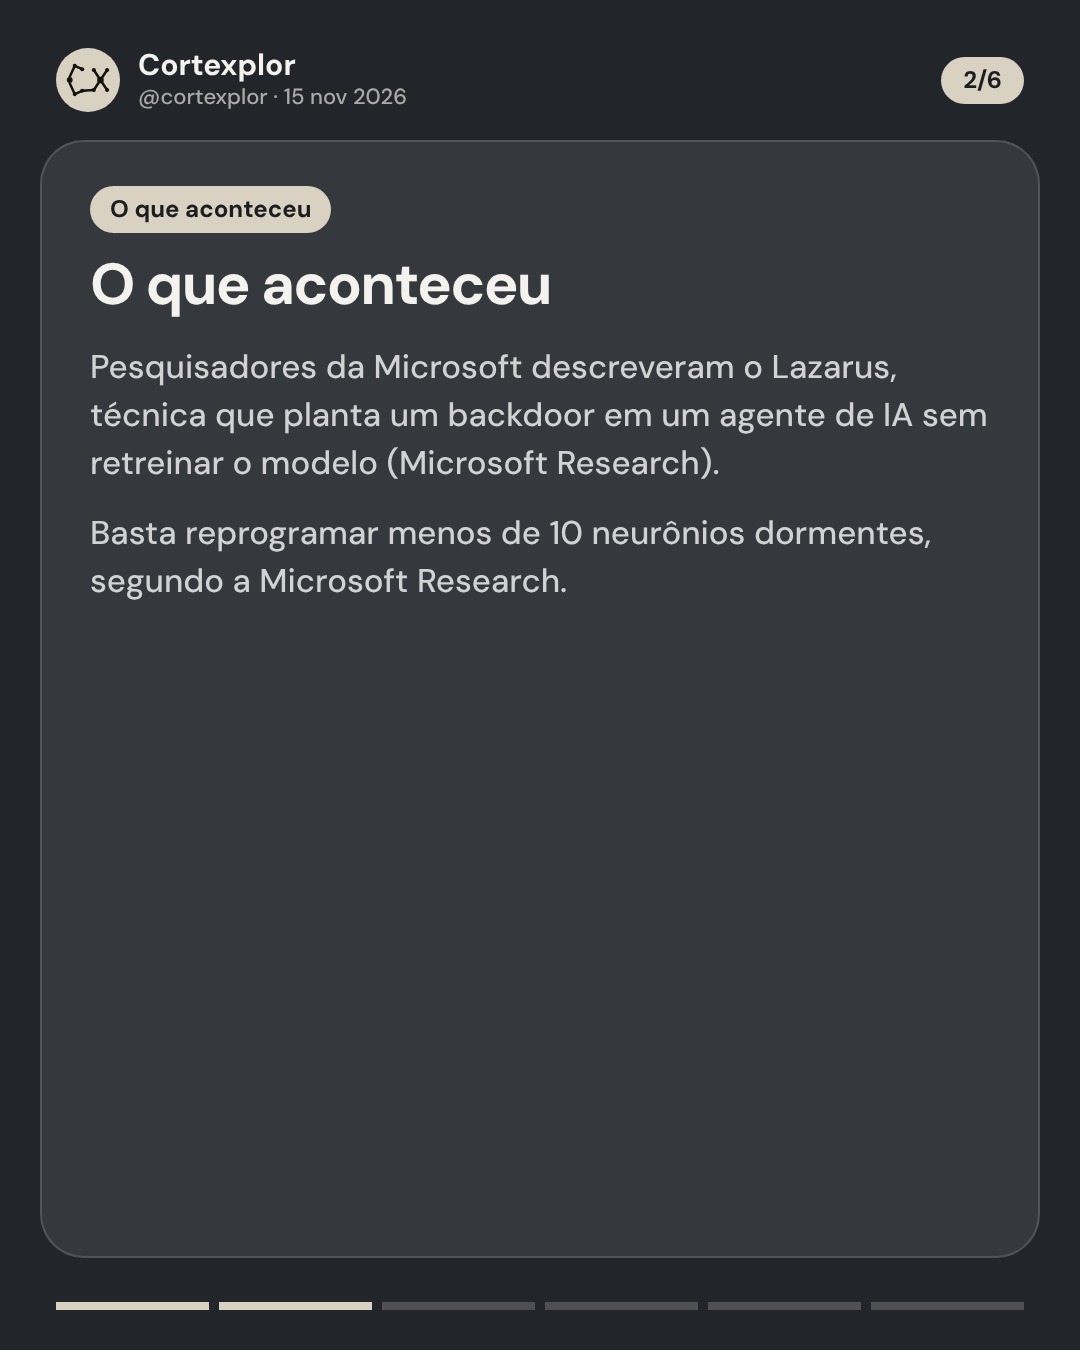 Cortexplor
@cortexplor · 15 nov 2026
2/6
O que aconteceu
O que aconteceu
Pesquisadores da Microsoft descreveram o Lazarus,
técnica que planta um backdoor em um agente de IA sem
retreinar o modelo (Microsoft Research).
Basta reprogramar menos de 10 neurônios dormentes,
segundo a Microsoft Research.